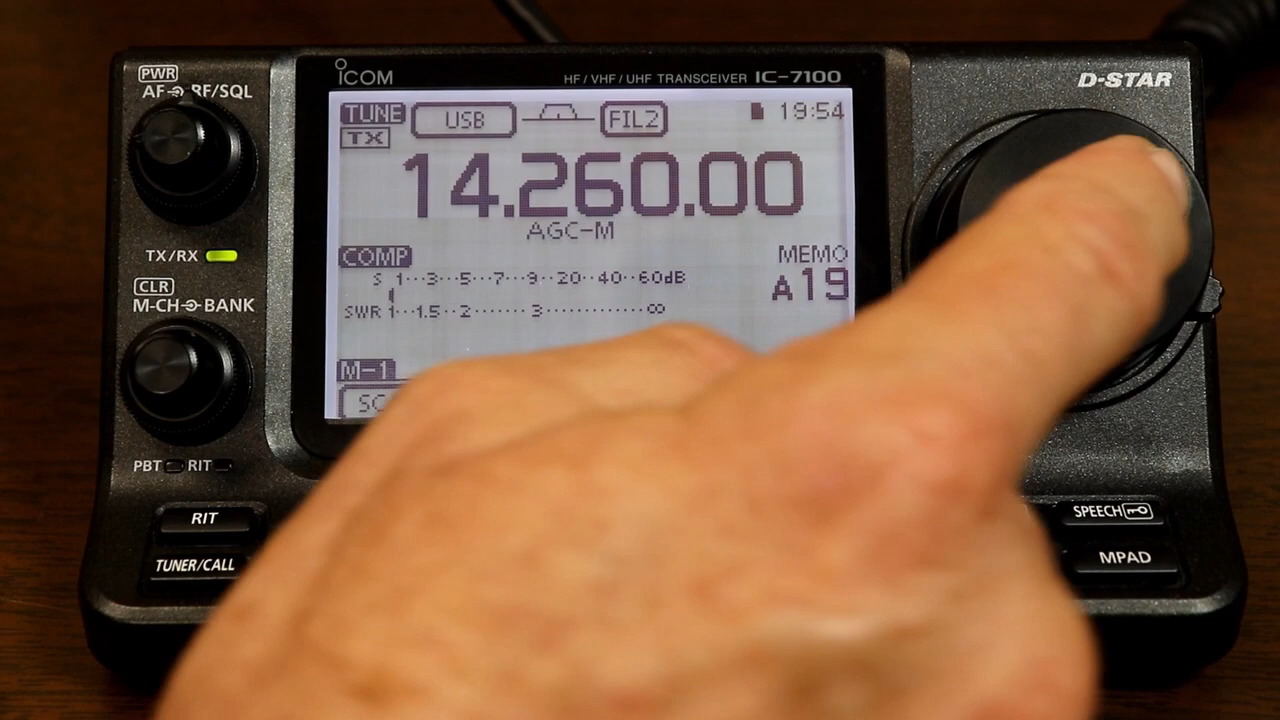 PWR
AF RF/SQL
ICOM
HF/VHF/UHF TRANSCEIVER IC-7100
D-STAR
TUNE USB FIL2 19:54
TX
14.260.00
AGC-M
TX/RX
COMP
MEMO
S 1··3··5··7··9··20··40··60dB
A19
SWR 1··1.5··2·······3···········∞
CLR
M-CH BANK
M-1
PBT RIT
RIT
SPEECH
TUNER/CALL
MPAD